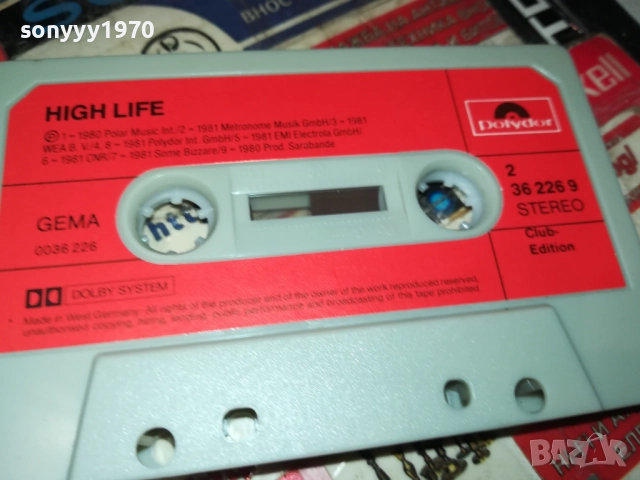 sonyyy1970
HIGH LIFE
Ⓟ 1 - 1980 Polar Music Int./2 - 1981 Metronome Musik GmbH/3 - 1981
WEA B. V./4, 8 - 1981 Polydor Int. GmbH/5 - 1981 EMI Electrola GmbH/
6 - 1981 CNR/7 - 1981 Some Bizzare/9 - 1980 Prod. Sarabande
polydor
GEMA
0036 226
2
36 226 9
STEREO
Club-
Edition
DOLBY SYSTEM
Made in West Germany. All rights of the producer and of the owner of the work reproduced reserved,
unauthorised copying, hiring, lending, public performance and broadcasting of this tape prohibited.
BAZAR
bg